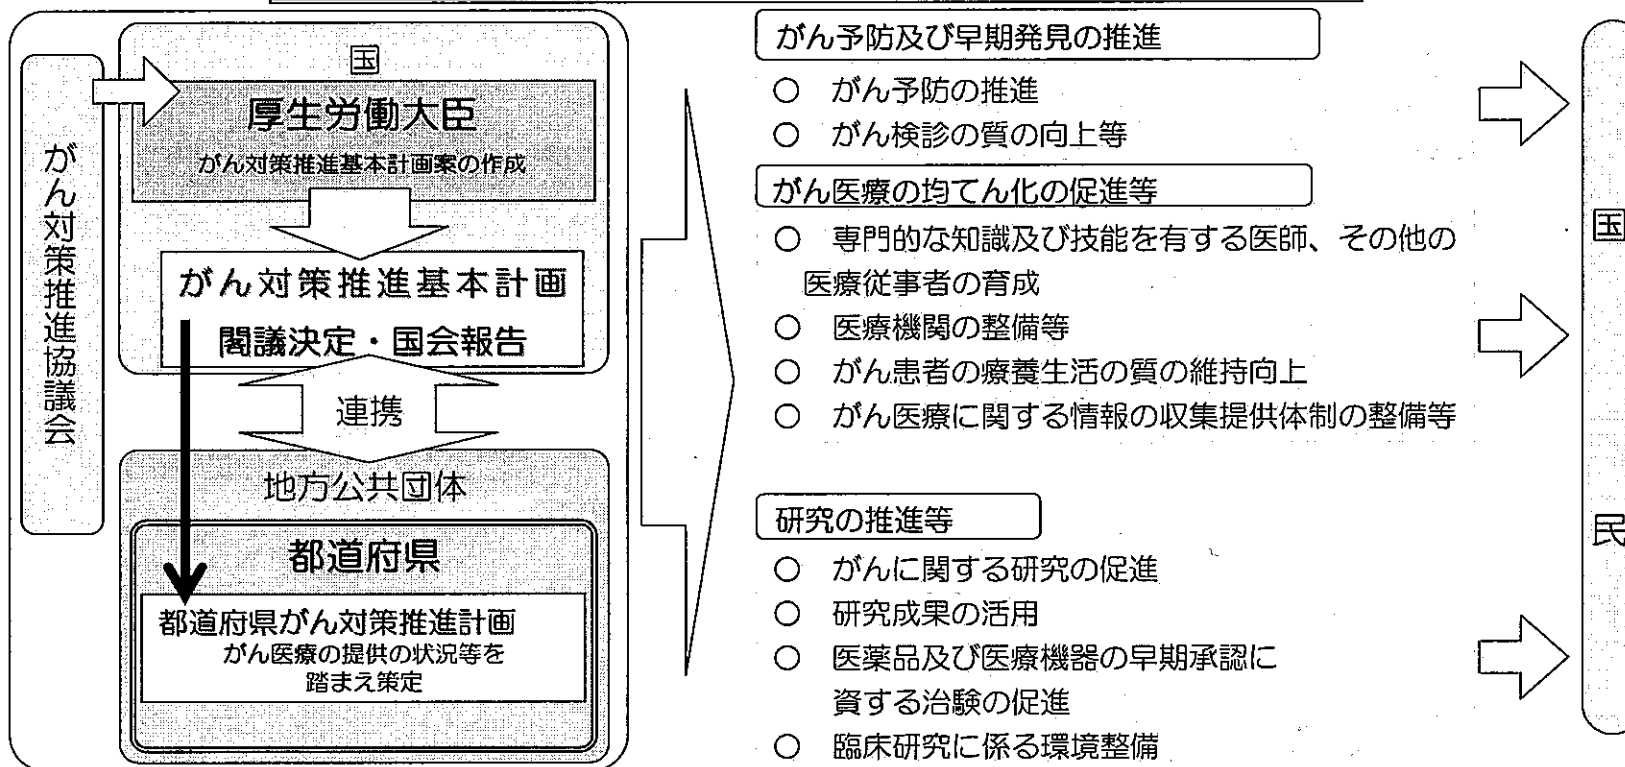 がん対策推進協議会
国
厚生労働大臣
がん対策推進基本計画案の作成
がん対策推進基本計画
閣議決定・国会報告
連携
地方公共団体
都道府県
都道府県がん対策推進計画
がん医療の提供の状況等を
踏まえ策定
がん予防及び早期発見の推進
○ がん予防の推進
○ がん検診の質の向上等
がん医療の均てん化の促進等
○ 専門的な知識及び技能を有する医師、その他の
医療従事者の育成
○ 医療機関の整備等
○ がん患者の療養生活の質の維持向上
○ がん医療に関する情報の収集提供体制の整備等
研究の推進等
○ がんに関する研究の促進
○ 研究成果の活用
○ 医薬品及び医療機器の早期承認に
資する治験の促進
○ 臨床研究に係る環境整備
国民